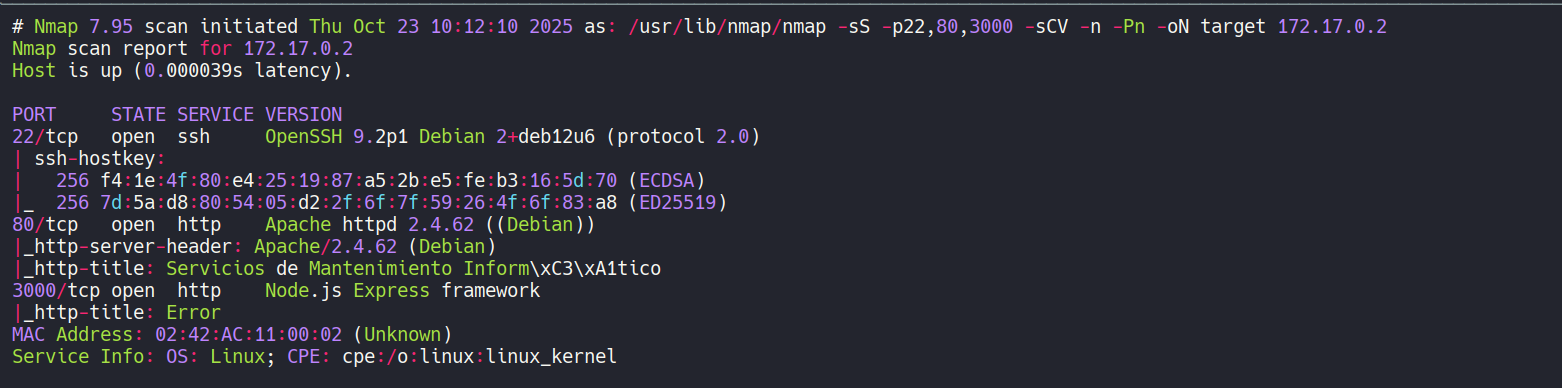 # Nmap 7.95 scan initiated Thu Oct 23 10:12:10 2025 as: /usr/lib/nmap/nmap -sS -p22,80,3000 -sCV -n -Pn -oN target 172.17.0.2
Nmap scan report for 172.17.0.2
Host is up (0.000039s latency).

PORT     STATE SERVICE VERSION
22/tcp   open  ssh     OpenSSH 9.2p1 Debian 2+deb12u6 (protocol 2.0)
| ssh-hostkey:
|   256 f4:1e:4f:80:e4:25:19:87:a5:2b:e5:fe:b3:16:5d:70 (ECDSA)
|_  256 7d:5a:d8:80:54:05:d2:2f:6f:7f:59:26:4f:6f:83:a8 (ED25519)
80/tcp   open  http    Apache httpd 2.4.62 ((Debian))
|_http-server-header: Apache/2.4.62 (Debian)
|_http-title: Servicios de Mantenimiento Inform\xC3\xA1tico
3000/tcp open  http    Node.js Express framework
|_http-title: Error
MAC Address: 02:42:AC:11:00:02 (Unknown)
Service Info: OS: Linux; CPE: cpe:/o:linux:linux_kernel